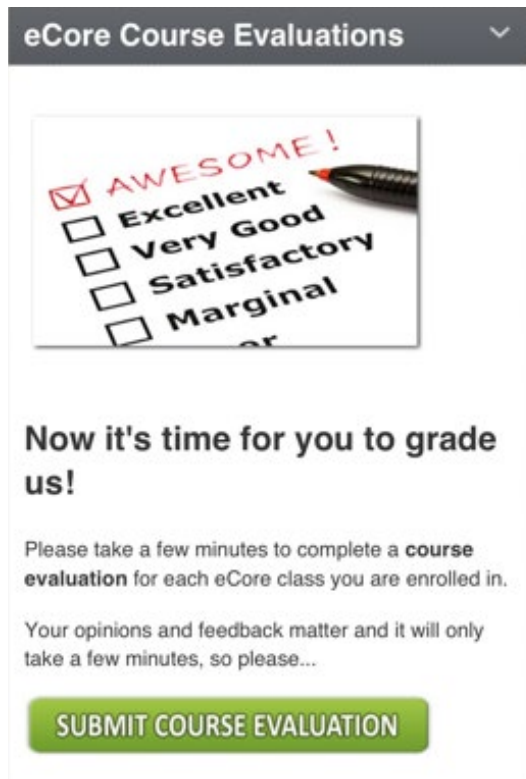 eCore Course Evaluations
AWESOME!
Excellent
Very Good
Satisfactory
Marginal
Now it's time for you to grade
us!
Please take a few minutes to complete a course
evaluation for each eCore class you are enrolled in.
Your opinions and feedback matter and it will only
take a few minutes, so please...
SUBMIT COURSE EVALUATION